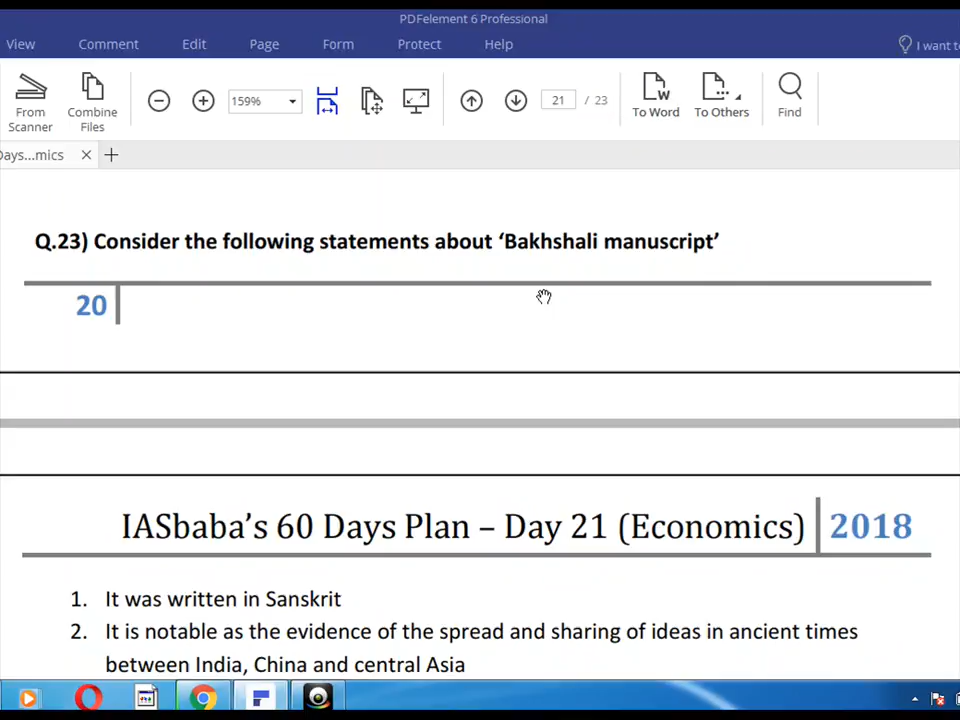 PDFelement 6 Professional
View Comment Edit Page Form Protect Help I want to
From Scanner Combine Files 159% 21 / 23 To Word To Others Find
Days...mics
Q.23) Consider the following statements about ‘Bakhshali manuscript’
20
IASbaba’s 60 Days Plan – Day 21 (Economics) 2018
1. It was written in Sanskrit
2. It is notable as the evidence of the spread and sharing of ideas in ancient times
between India, China and central Asia